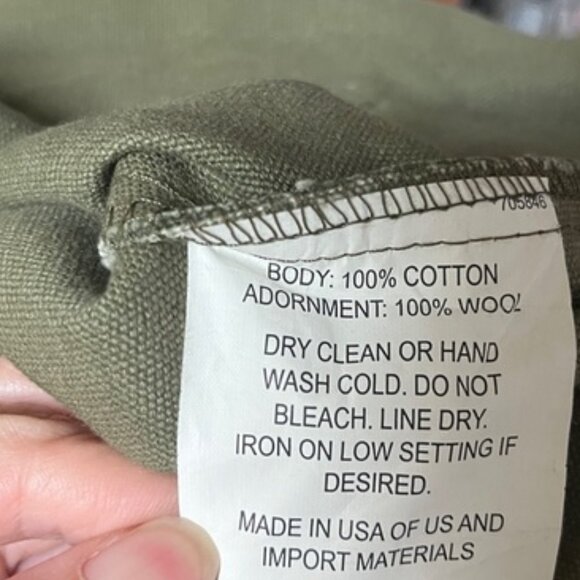 705846
BODY: 100% COTTON
ADORNMENT: 100% WOOL
DRY CLEAN OR HAND
WASH COLD. DO NOT
BLEACH. LINE DRY.
IRON ON LOW SETTING IF
DESIRED.
MADE IN USA OF US AND
IMPORT MATERIALS